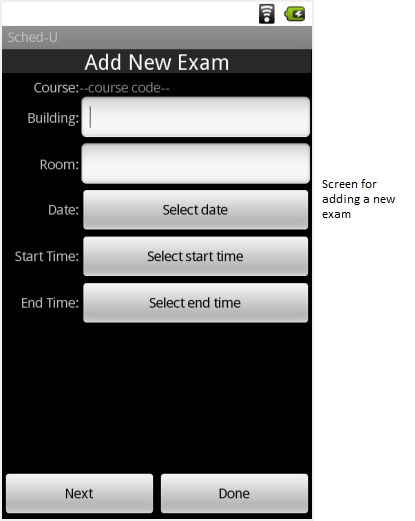 Sched-U
Add New Exam
Course: --course code--
Building:
Room:
Date: Select date
Start Time: Select start time
End Time: Select end time
Next Done
Screen for
adding a new
exam